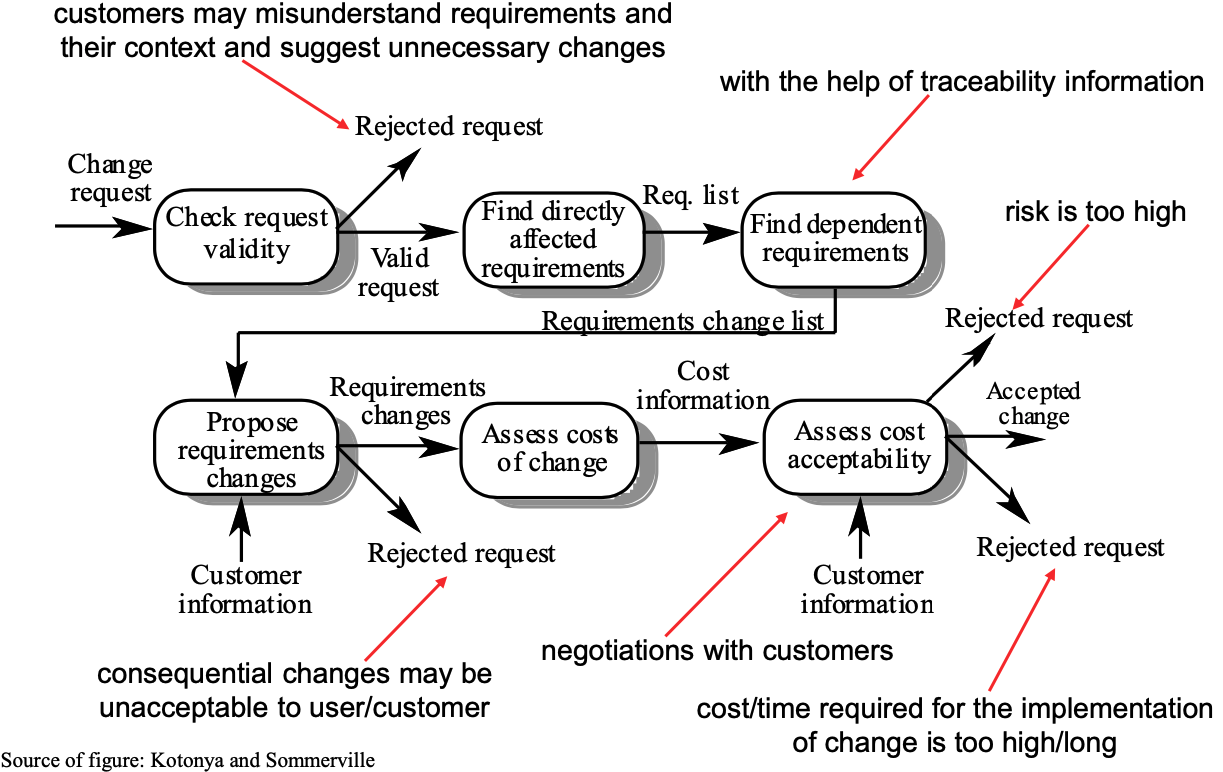 customers may misunderstand requirements and
their context and suggest unnecessary changes
with the help of traceability information
Rejected request
Change
request
Check request
validity
Valid
request
Find directly
affected
requirements
Req. list
Find dependent
requirements
risk is too high
Requirements change list
Rejected request
Propose
requirements
changes
Requirements
changes
Assess costs
of change
Cost
information
Assess cost
acceptability
Accepted
change
Customer
information
Rejected request
Customer
information
Rejected request
consequential changes may be
unacceptable to user/customer
negotiations with customers
cost/time required for the implementation
of change is too high/long
Source of figure: Kotonya and Sommerville